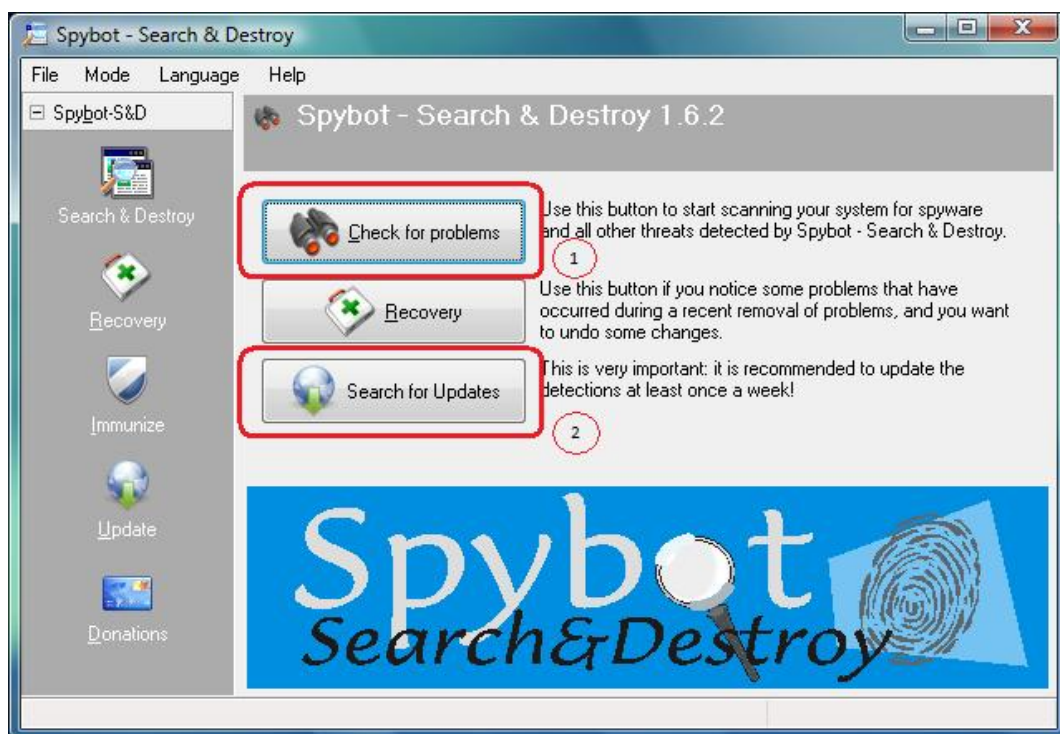 Spybot - Search & Destroy
File Mode Language Help
Spybot-S&D
Search & Destroy
Recovery
Immunize
Update
Donations
Spybot - Search & Destroy 1.6.2
Check for problems
Use this button to start scanning your system for spyware
and all other threats detected by Spybot - Search & Destroy.
1
Recovery
Use this button if you notice some problems that have
occurred during a recent removal of problems, and you want
to undo some changes.
Search for Updates
This is very important: it is recommended to update the
detections at least once a week!
2
Spybot
Search&Destroy